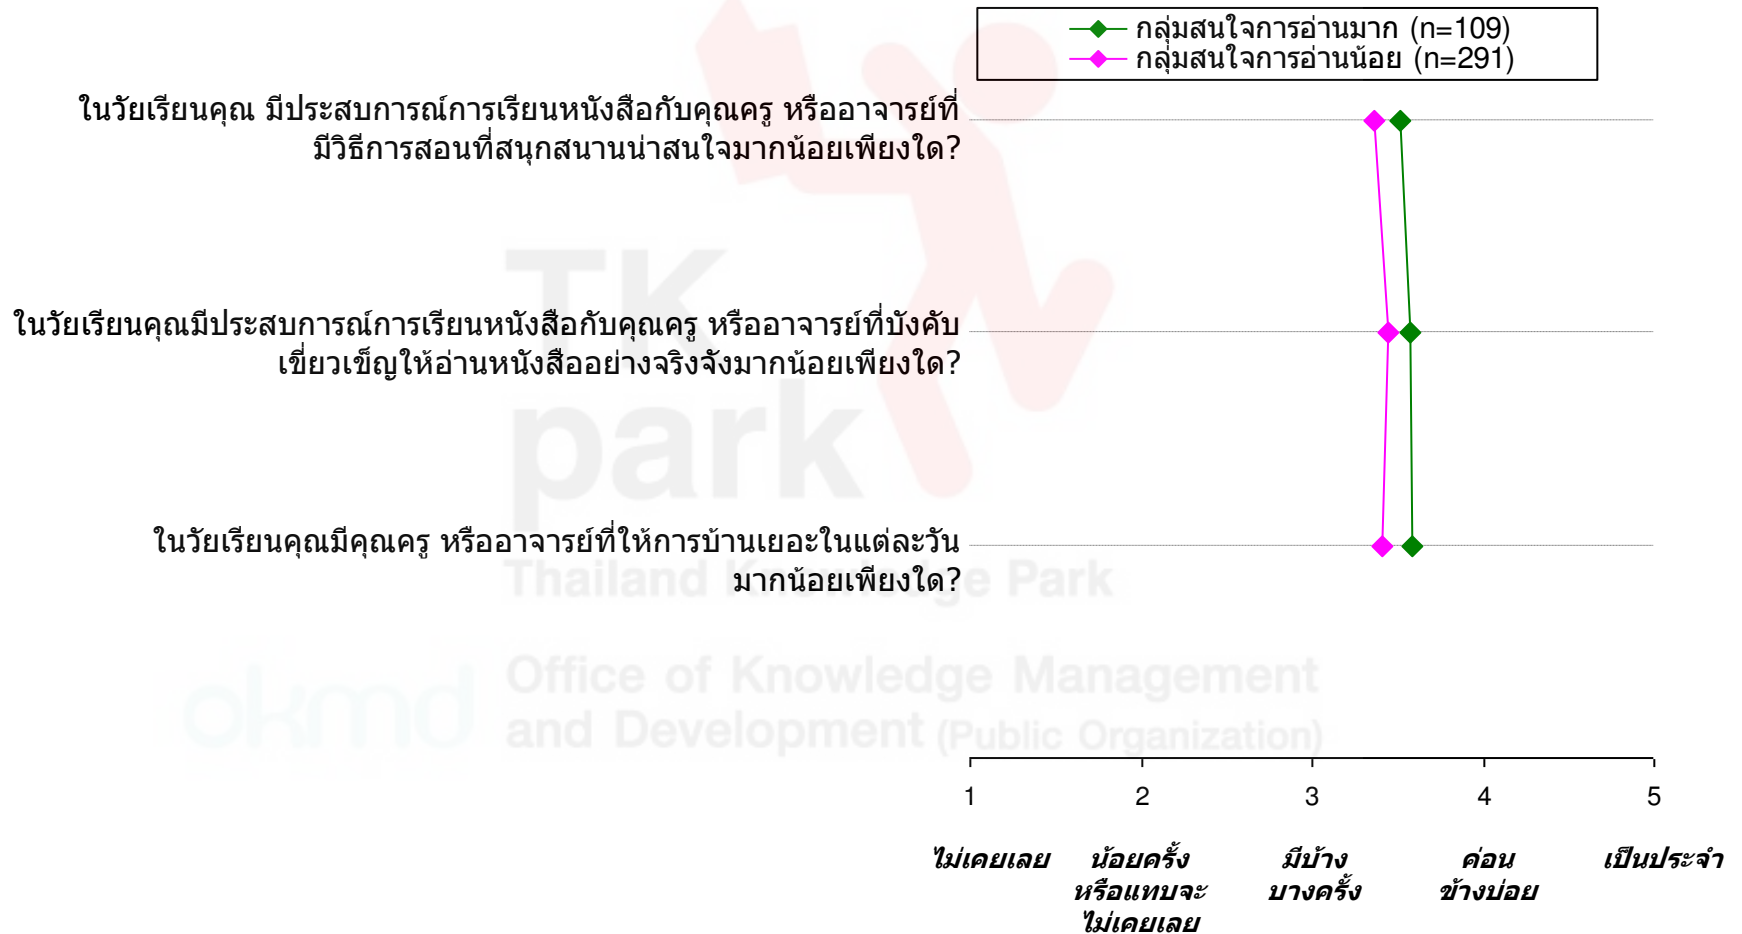 กลุ่มสนใจการอ่านมาก (n=109)
กลุ่มสนใจการอ่านน้อย (n=291)
ในวัยเรียนคุณ มีประสบการณ์การเรียนหนังสือกับคุณครู หรืออาจารย์ที่
มีวิธีการสอนที่สนุกสนานน่าสนใจมากน้อยเพียงใด?
ในวัยเรียนคุณมีประสบการณ์การเรียนหนังสือกับคุณครู หรืออาจารย์ที่บังคับ
เขี่ยวเข็ญให้อ่านหนังสืออย่างจริงจังมากน้อยเพียงใด?
ในวัยเรียนคุณมีคุณครู หรืออาจารย์ที่ให้การบ้านเยอะในแต่ละวัน
มากน้อยเพียงใด?
TK
park
Thailand Knowledge Park
okmd
Office of Knowledge Management
and Development (Public Organization)
1 2 3 4 5
ไม่เคยเลย น้อยครั้ง มีบ้าง ค่อน เป็นประจำ
หรือแทบจะ บางครั้ง ข้างบ่อย
ไม่เคยเลย